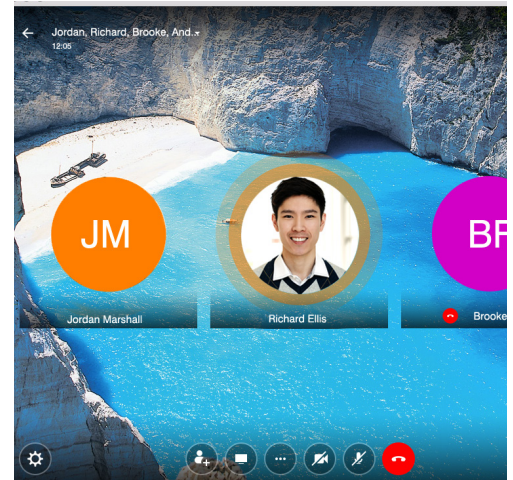 Jordan, Richard, Brooke, And..
12:05
JM
BR
Jordan Marshall
Richard Ellis
Brooke